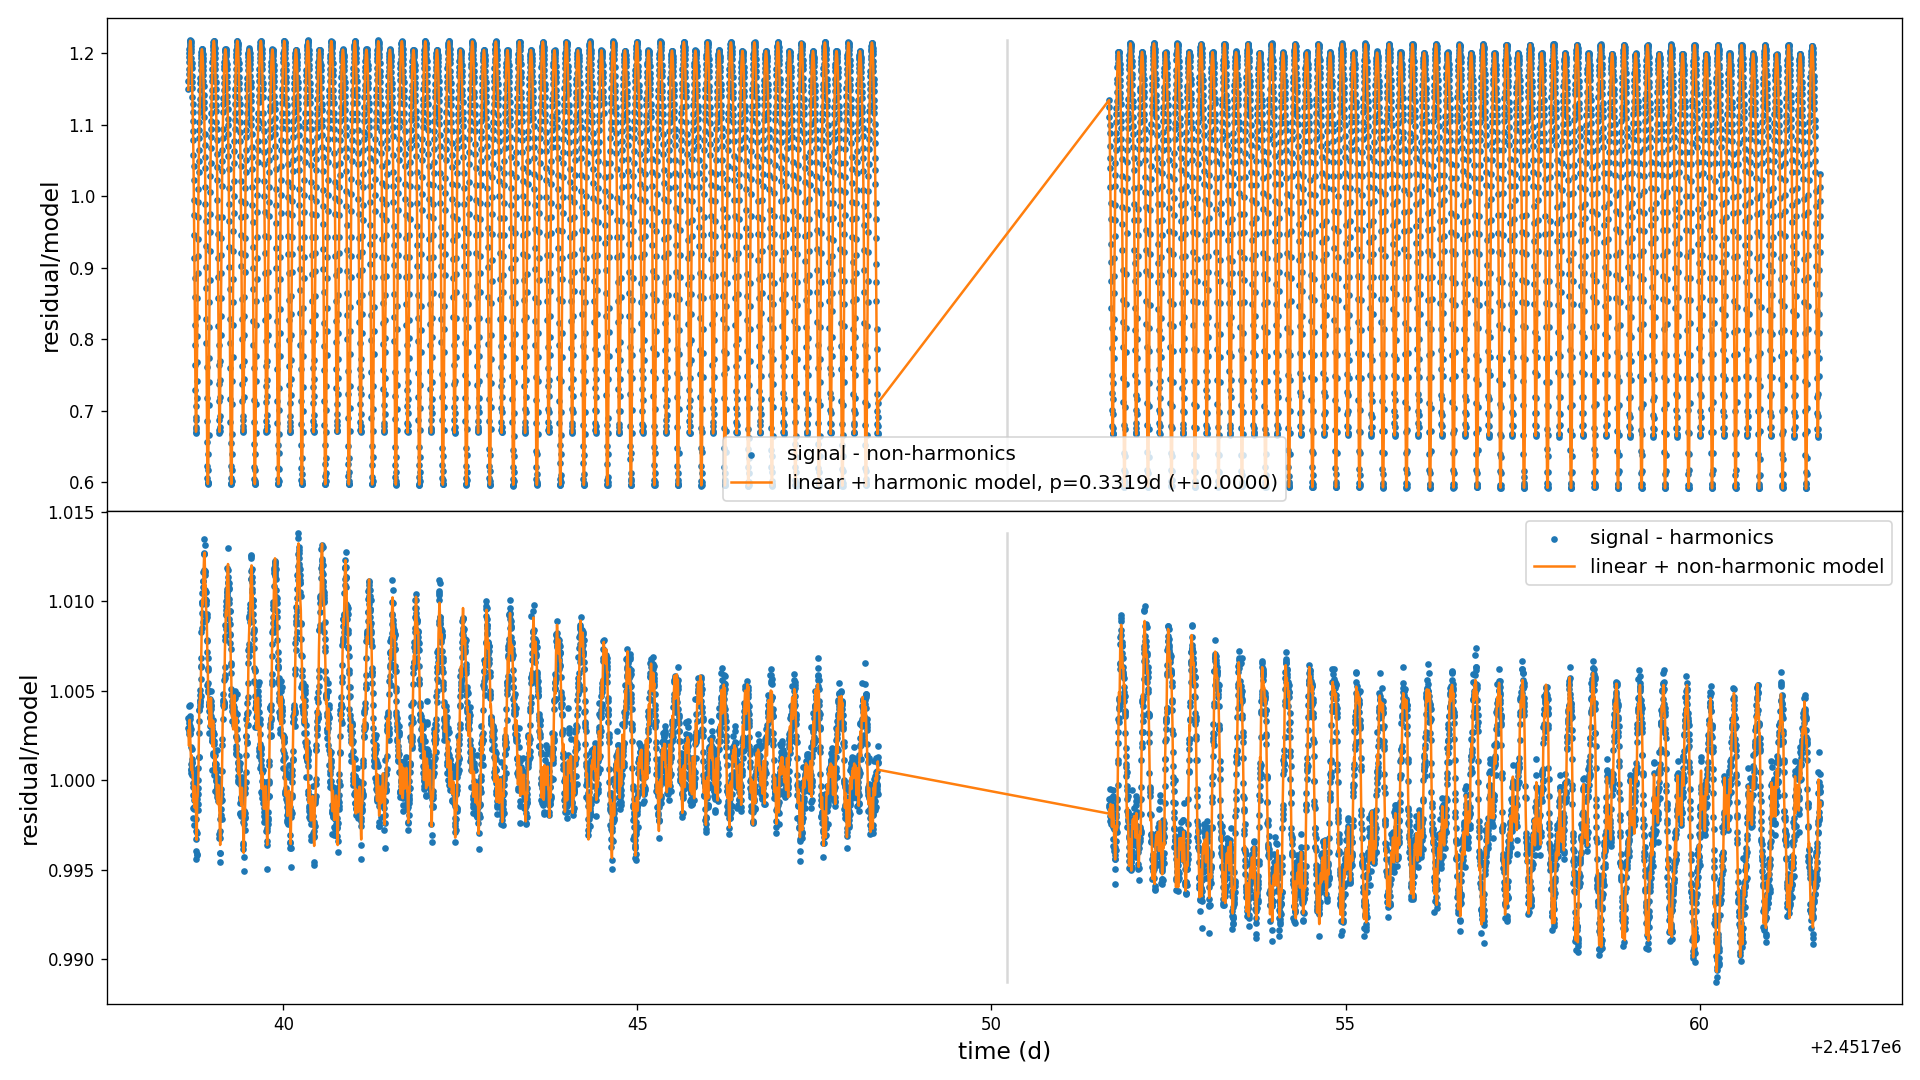 1.2
1.1
1.0
0.9
0.8
0.7
0.6
residual/model
signal - non-harmonics
linear + harmonic model, p=0.3319d (+-0.0000)
1.015
1.010
1.005
1.000
0.995
0.990
residual/model
signal - harmonics
linear + non-harmonic model
40
45
50
55
60
time (d)
+2.4517e6